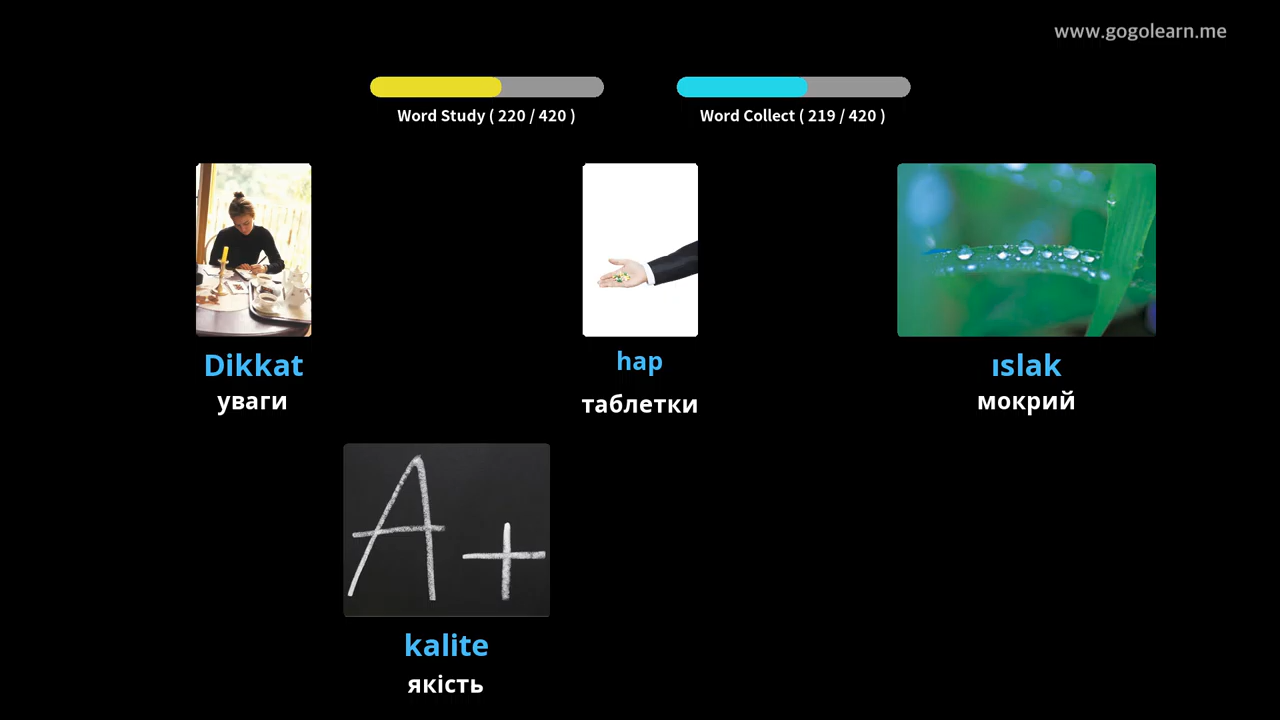 www.gogolearn.me
Word Study ( 220 / 420 )
Word Collect ( 219 / 420 )
Dikkat
уваги
hap
таблетки
ıslak
мокрий
A+
kalite
якість